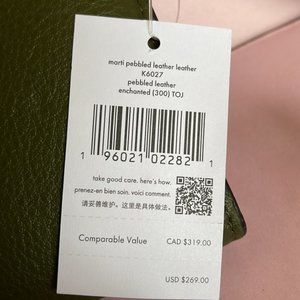 marti pebbled leather leather
K6027
pebbled leather
enchanted (300) TOJ
1 96021 02282 1
take good care. here's how.
prenez-en bien soin. voici comment.
请妥善维护。这里是具体做法。
Comparable Value CAD $319.00
USD $269.00